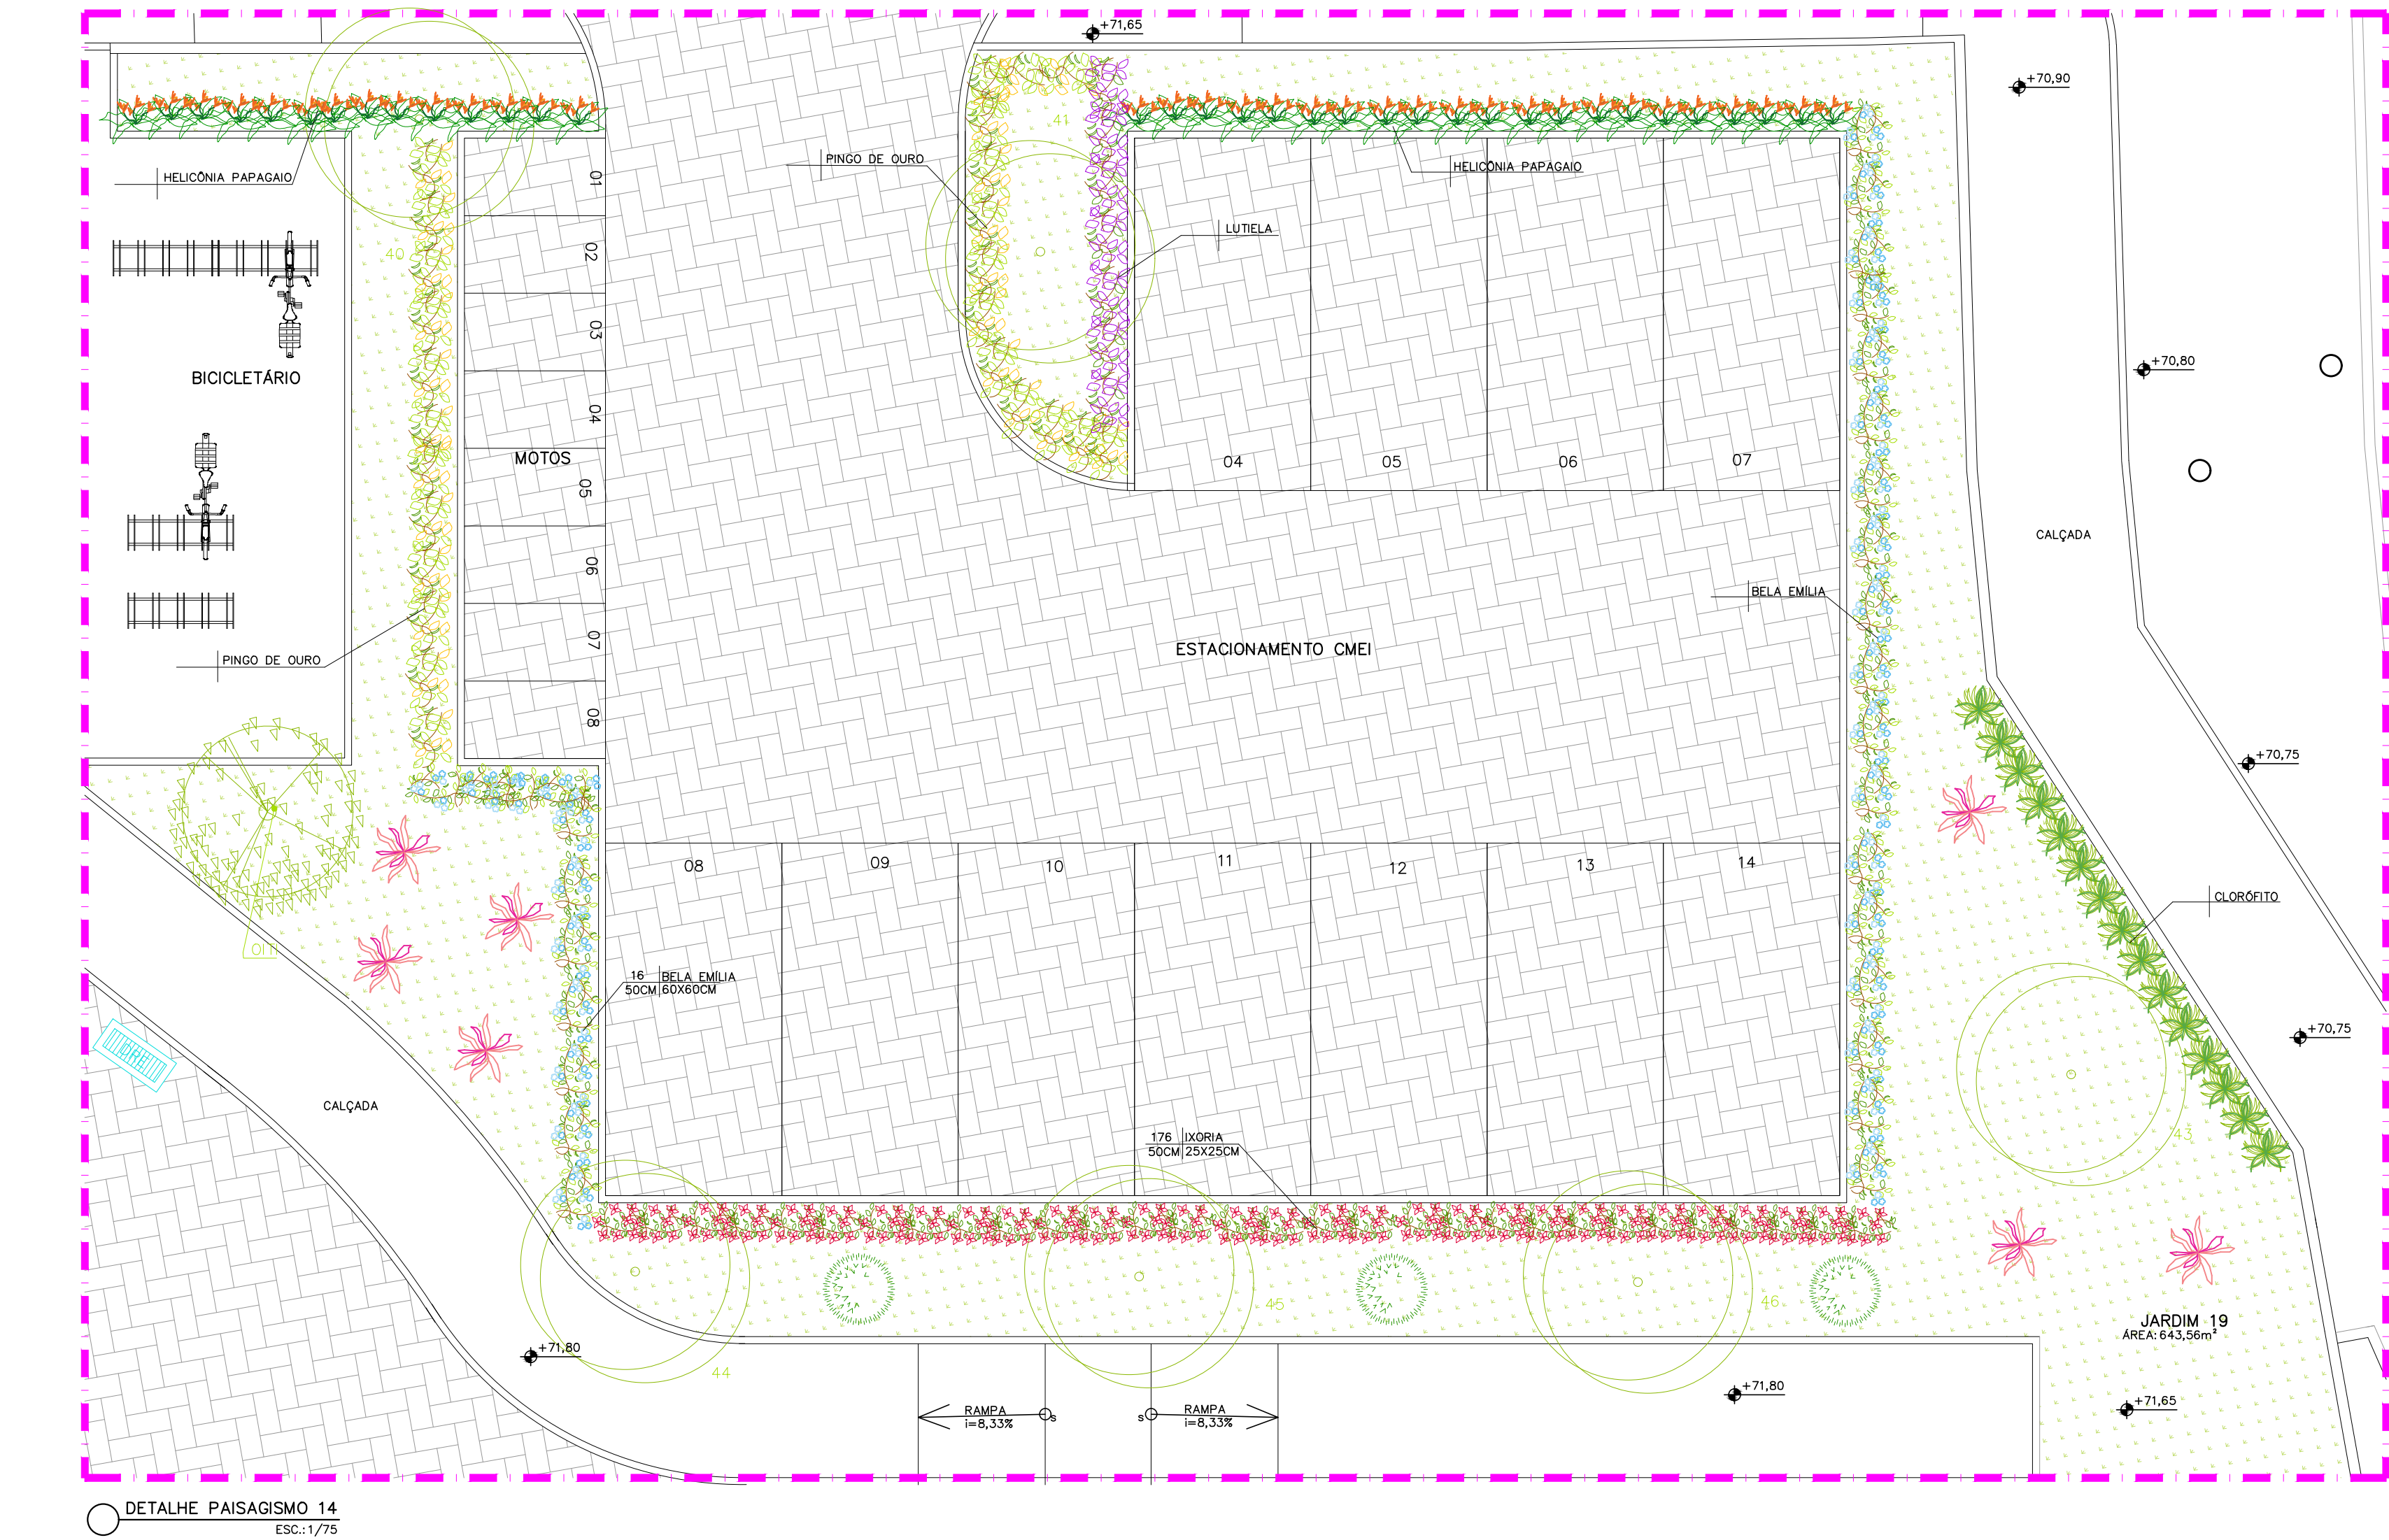 +71,65
+70,90
41
PINGO DE OURO
HELICÔNIA PAPAGAIO
HELICÔNIA PAPAGAIO
01
LUTIELA
02
40
03
+70,80
BICICLETÁRIO
04
MOTOS
04
05
06
07
05
CALÇADA
06
BELA EMÍLIA
07
ESTACIONAMENTO CMEI
PINGO DE OURO
08
+70,75
08
09
10
11
12
13
14
CLORÓFITO
16 BELA EMÍLIA
50CM 60X60CM
+70,75
CALÇADA
176 IXORIA
50CM 25X25CM
43
45
46
JARDIM 19
ÁREA: 643,56m²
+71,80
44
+71,80
+71,65
RAMPA
i=8,33%
s
s
RAMPA
i=8,33%
DETALHE PAISAGISMO 14
ESC.: 1/75